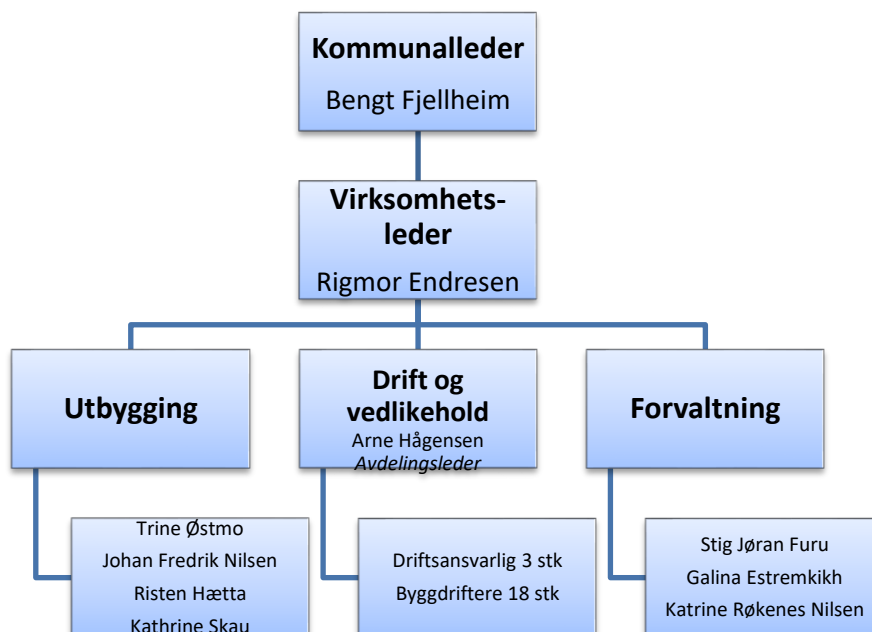 Kommunalleder
Bengt Fjellheim
Virksomhets-
leder
Rigmor Endresen
Utbygging
Drift og
vedlikehold
Arne Hågensen
Avdelingsleder
Forvaltning
Trine Østmo
Johan Fredrik Nilsen
Risten Hætta
Kathrine Skau
Driftsansvarlig 3 stk
Byggdriftere 18 stk
Stig Jøran Furu
Galina Estremkikh
Katrine Røkenes Nilsen